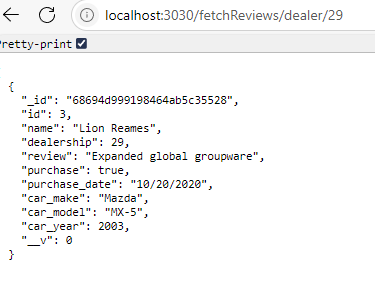 localhost:3030/fetchReviews/dealer/29
Pretty-print
{
"_id": "68694d999198464ab5c35528",
"id": 3,
"name": "Lion Reames",
"dealership": 29,
"review": "Expanded global groupware",
"purchase": true,
"purchase_date": "10/20/2020",
"car_make": "Mazda",
"car_model": "MX-5",
"car_year": 2003,
"__v": 0
}